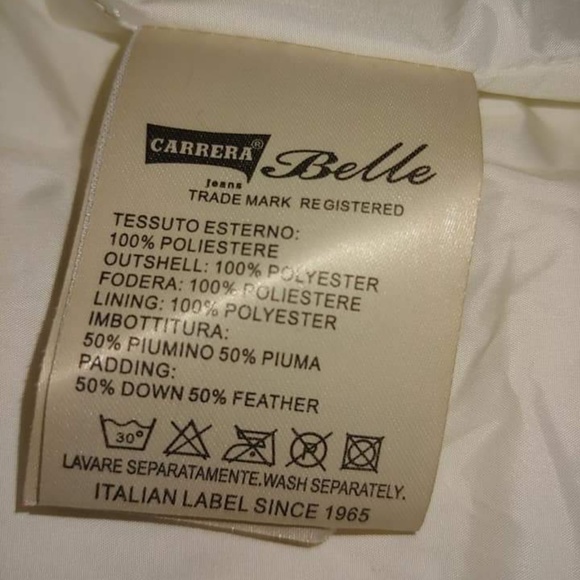 CARRERA® Belle
jeans
TRADE MARK REGISTERED
TESSUTO ESTERNO:
100% POLIESTERE
OUTSHELL: 100% POLYESTER
FODERA: 100% POLIESTERE
LINING: 100% POLYESTER
IMBOTTITURA:
50% PIUMINO 50% PIUMA
PADDING:
50% DOWN 50% FEATHER
30°
P
LAVARE SEPARATAMENTE.WASH SEPARATELY.
ITALIAN LABEL SINCE 1965